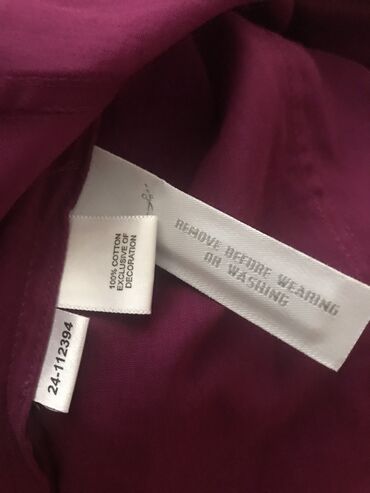 REMOVE BEFORE WEARING
OR WASHING
100% COTTON
EXCLUSIVE OF
DECORATION
24-112394